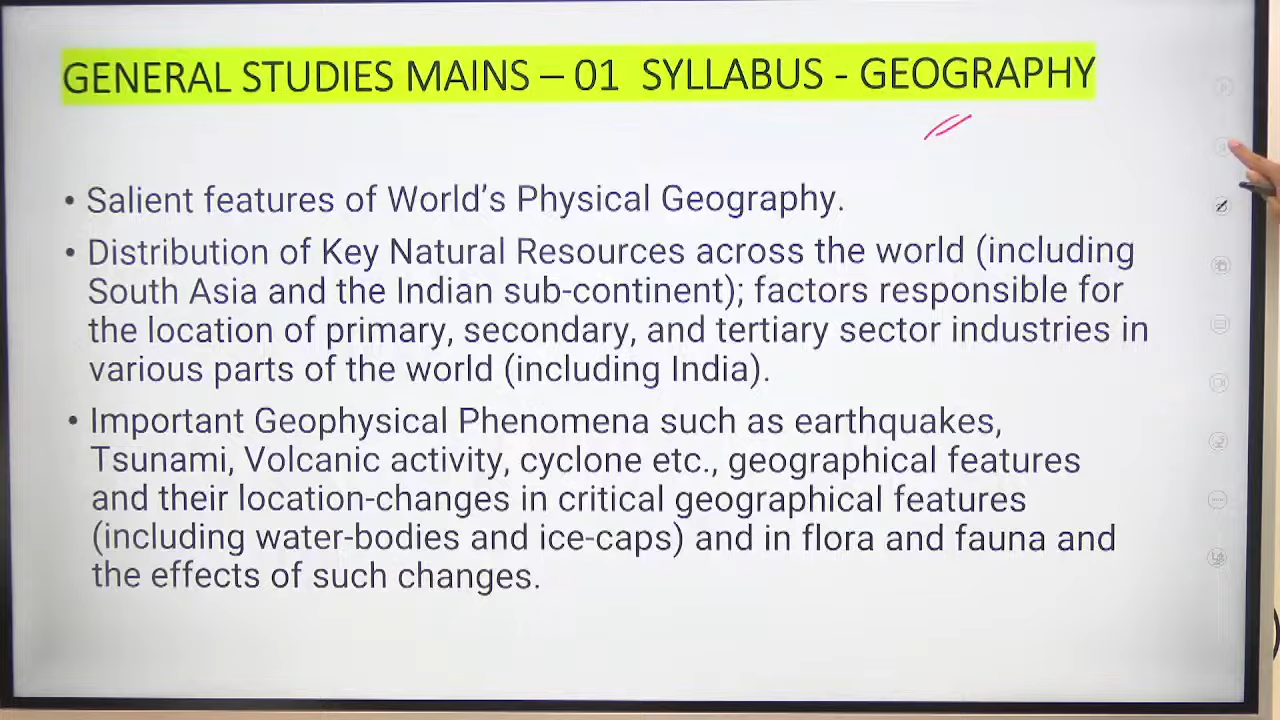 GENERAL STUDIES MAINS – 01 SYLLABUS - GEOGRAPHY
• Salient features of World's Physical Geography.
• Distribution of Key Natural Resources across the world (including
South Asia and the Indian sub-continent); factors responsible for
the location of primary, secondary, and tertiary sector industries in
various parts of the world (including India).
• Important Geophysical Phenomena such as earthquakes,
Tsunami, Volcanic activity, cyclone etc., geographical features
and their location-changes in critical geographical features
(including water-bodies and ice-caps) and in flora and fauna and
the effects of such changes.